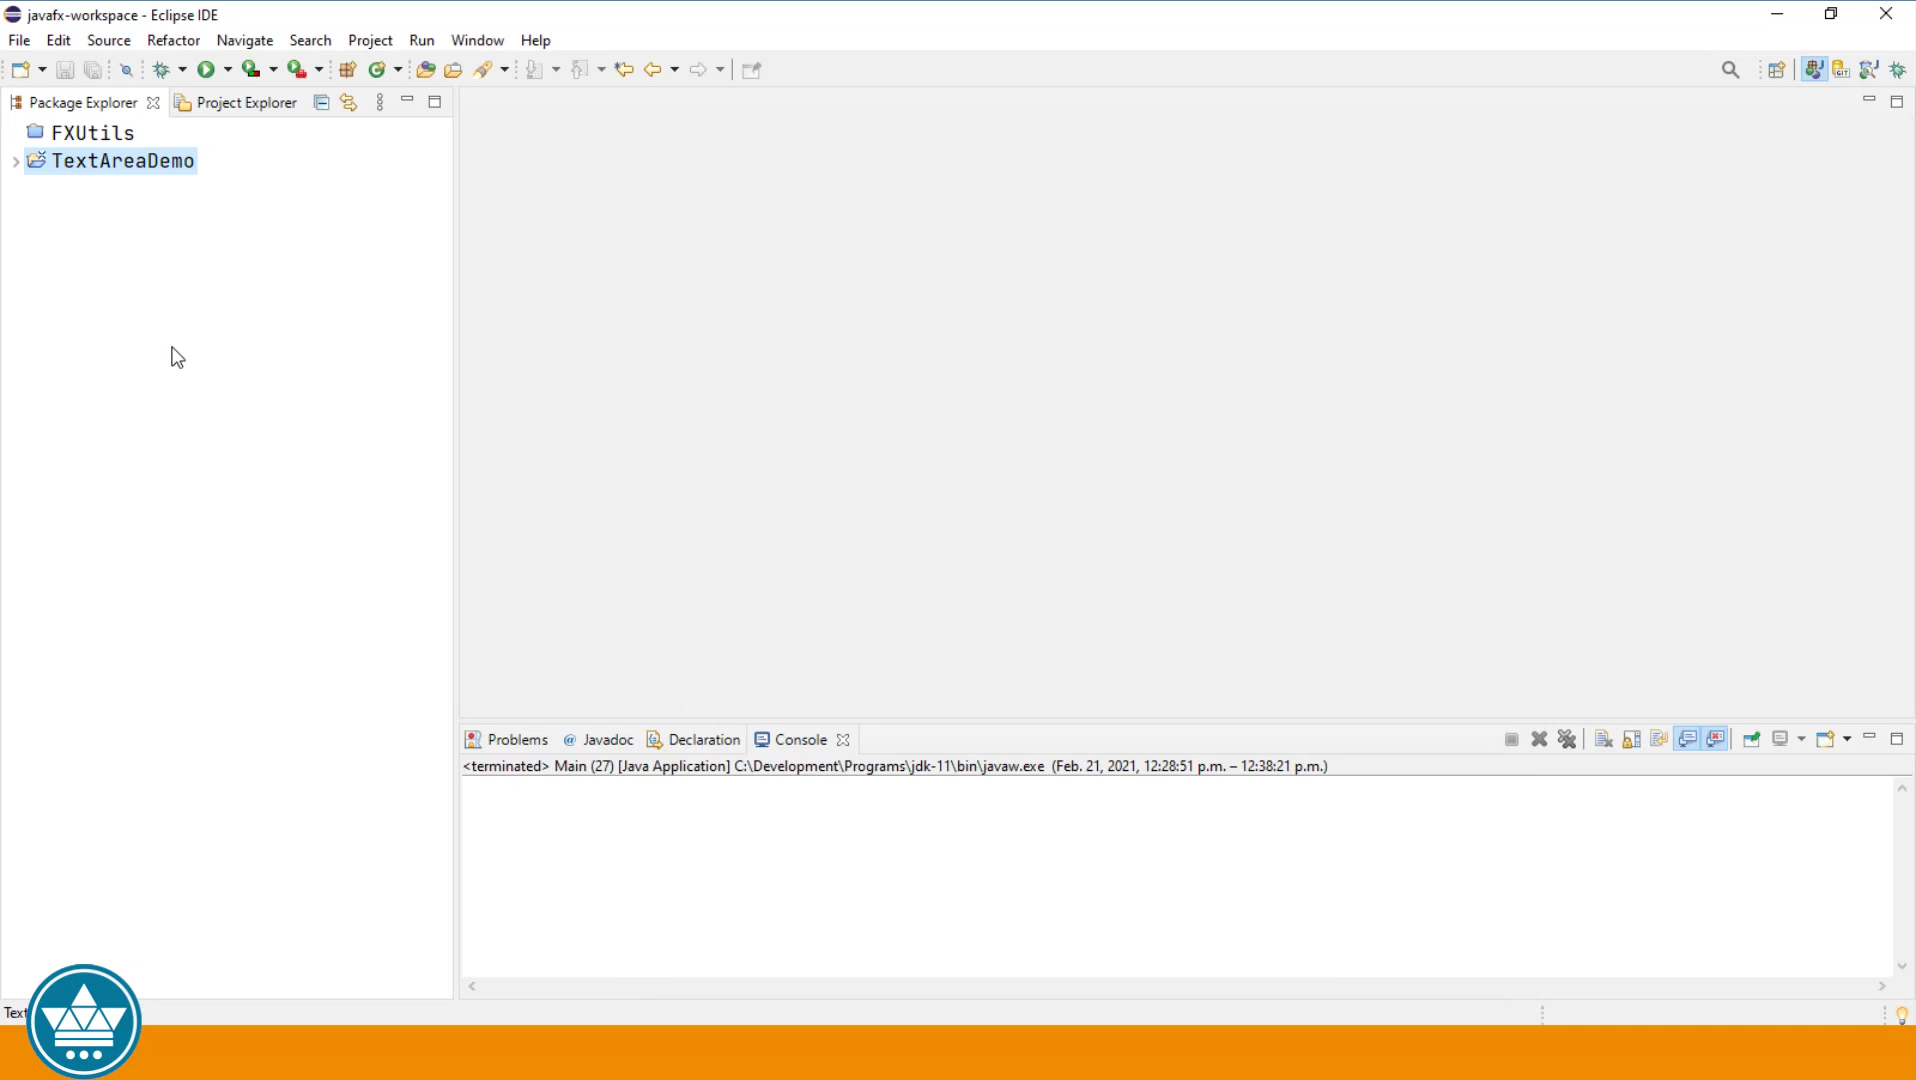 javafx-workspace - Eclipse IDE
File Edit Source Refactor Navigate Search Project Run Window Help
Package Explorer Project Explorer
FXUtils
TextAreaDemo
Problems @ Javadoc Declaration Console
<terminated> Main (27) [Java Application] C:\Development\Programs\jdk-11\bin\javaw.exe (Feb. 21, 2021, 12:28:51 p.m. – 12:38:21 p.m.)
Text